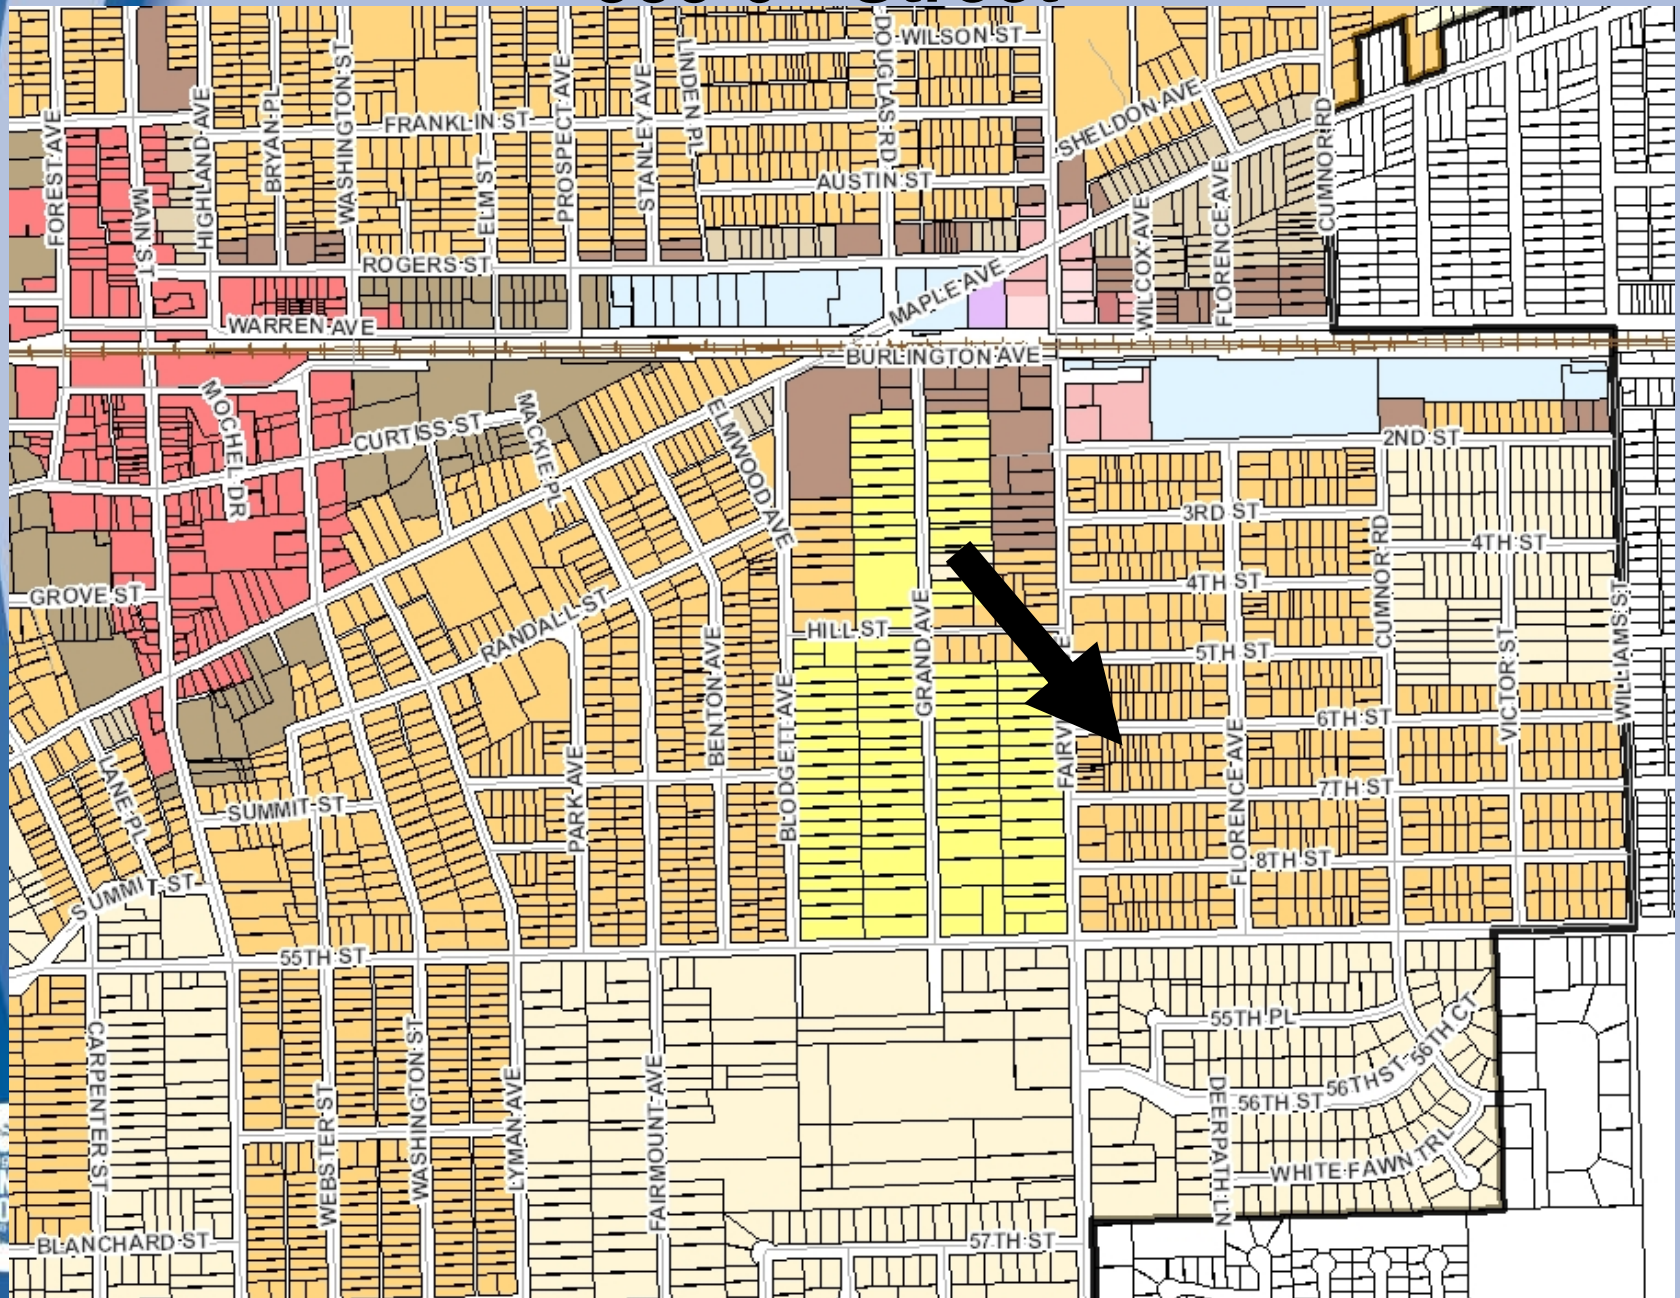 WILSON ST
DOUGLAS RD
LINDEN PL
STANLEY AVE
PROSPECT AVE
ELM ST
WASHINGTON ST
BRYAN PL
HIGHLAND AVE
MAIN ST
FOREST AVE
FRANKLIN ST
SHELDON AVE
CUMNOR RD
AUSTIN ST
FLORENCE AVE
WILCOX AVE
ROGERS ST
MAPLE AVE
WARREN AVE
BURLINGTON AVE
MOCHEL DR
CURTISS ST
MACKIE PL
ELMWOOD AVE
2ND ST
3RD ST
4TH ST
4TH ST
CUMNOR RD
GROVE ST
RANDALL ST
HILL ST
GRAND AVE
5TH ST
VICTOR ST
WILLIAMS ST
BENTON AVE
BLODGETT AVE
6TH ST
FLORENCE AVE
PARK AVE
7TH ST
LANE PL
SUMMIT ST
8TH ST
SUMMIT ST
55TH ST
CARPENTER ST
WEBSTER ST
WASHINGTON ST
LYMAN AVE
FAIRMOUNT AVE
55TH PL
56TH CT
56TH ST
56TH ST
DEERPATH LN
WHITE FAWN TRL
BLANCHARD ST
57TH ST